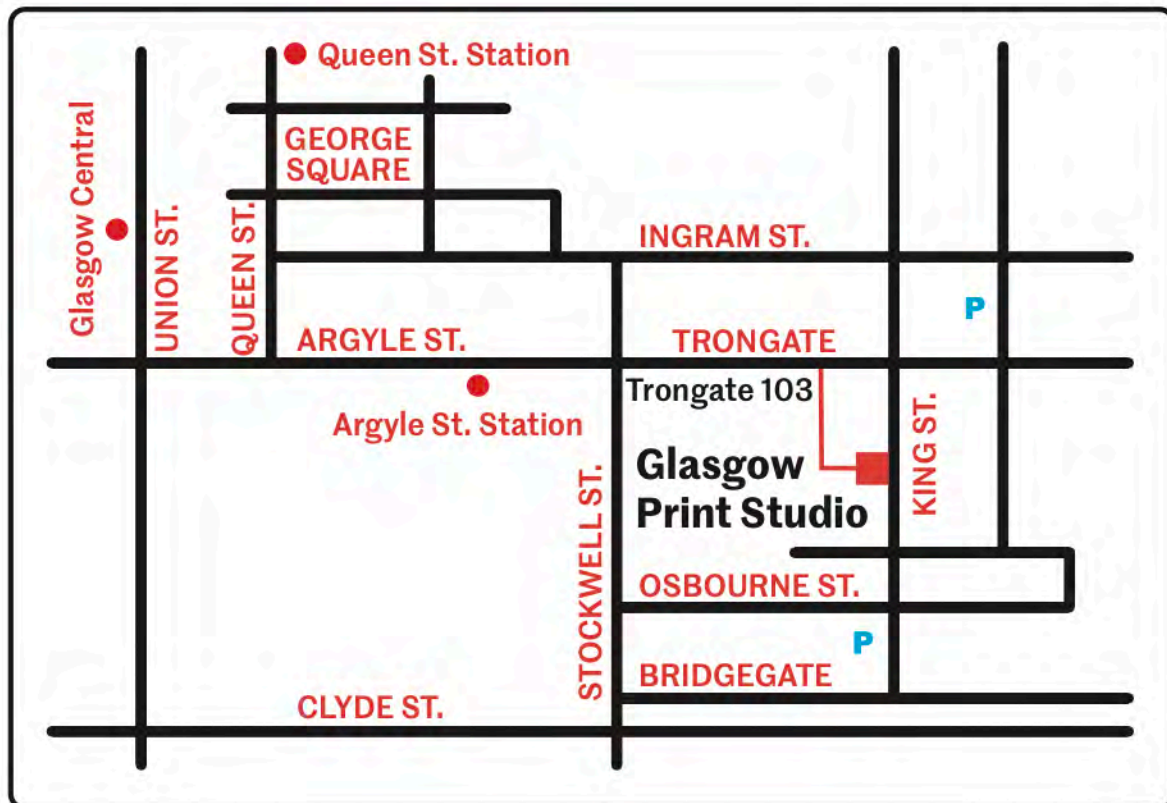 Queen St. Station
GEORGE
SQUARE
Glasgow Central
UNION ST.
QUEEN ST.
INGRAM ST.
P
ARGYLE ST.
TRONGATE
Trongate 103
Argyle St. Station
Glasgow
Print Studio
KING ST.
STOCKWELL ST.
OSBOURNE ST.
P
BRIDGEGATE
CLYDE ST.